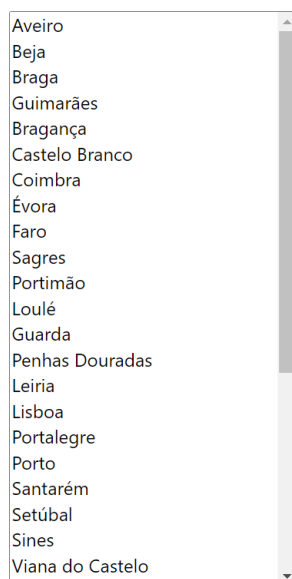 Aveiro
Beja
Braga
Guimarães
Bragança
Castelo Branco
Coimbra
Évora
Faro
Sagres
Portimão
Loulé
Guarda
Penhas Douradas
Leiria
Lisboa
Portalegre
Porto
Santarém
Setúbal
Sines
Viana do Castelo